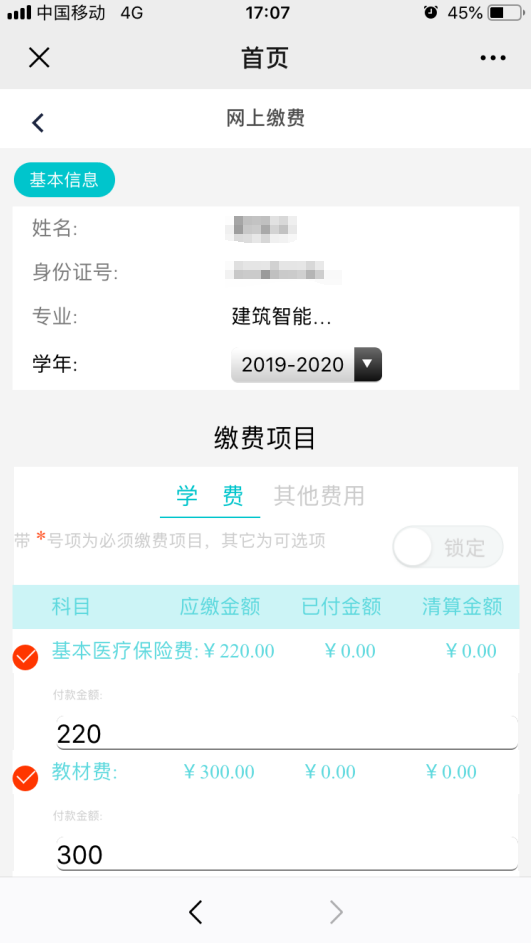 中国移动 4G 17:07 45%
首页
网上缴费
基本信息
姓名:
身份证号:
专业: 建筑智能...
学年: 2019-2020
缴费项目
学 费 其他费用
带 *号项为必须缴费项目，其它为可选项 锁定
科目 应缴金额 已付金额 清算金额
基本医疗保险费: ￥220.00 ￥0.00 ￥0.00
付款金额:
220
教材费: ￥300.00 ￥0.00 ￥0.00
付款金额:
300